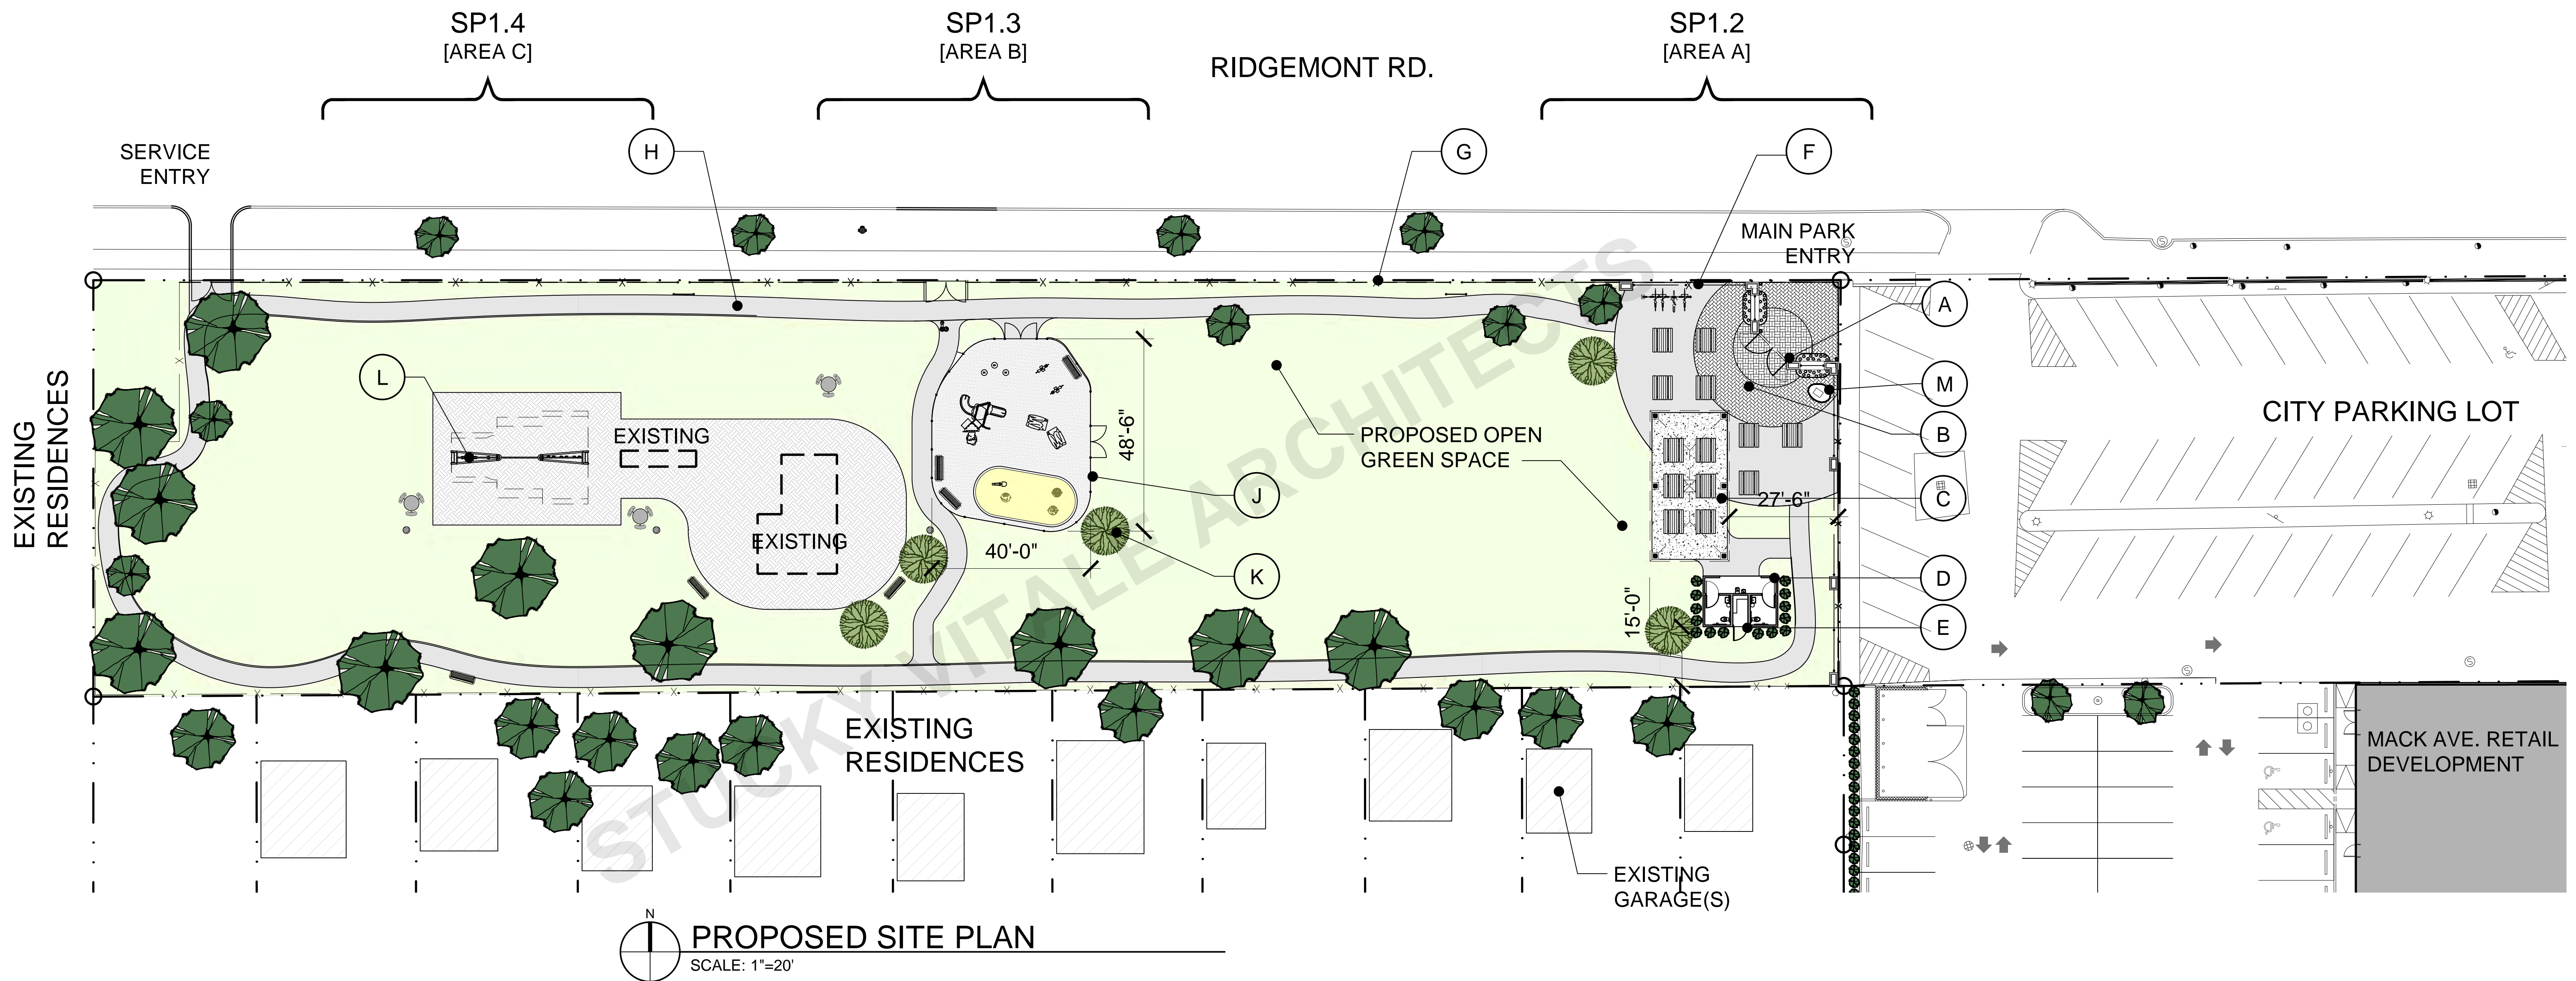 SP1.4
[AREA C]
SP1.3
[AREA B]
SP1.2
[AREA A]
RIDGEMONT RD.
SERVICE
ENTRY
H
G
F
MAIN PARK
ENTRY
S
S
A
L
M
EXISTING
RESIDENCES
EXISTING
48'-6"
PROPOSED OPEN
GREEN SPACE
B
CITY PARKING LOT
J
27'-6"
C
EXISTING
40'-0"
K
D
15'-0"
E
S
S
STUCKY VITALE ARCHITECTS
EXISTING
RESIDENCES
MACK AVE. RETAIL
DEVELOPMENT
EXISTING
GARAGE(S)
N
PROPOSED SITE PLAN
SCALE: 1"=20'